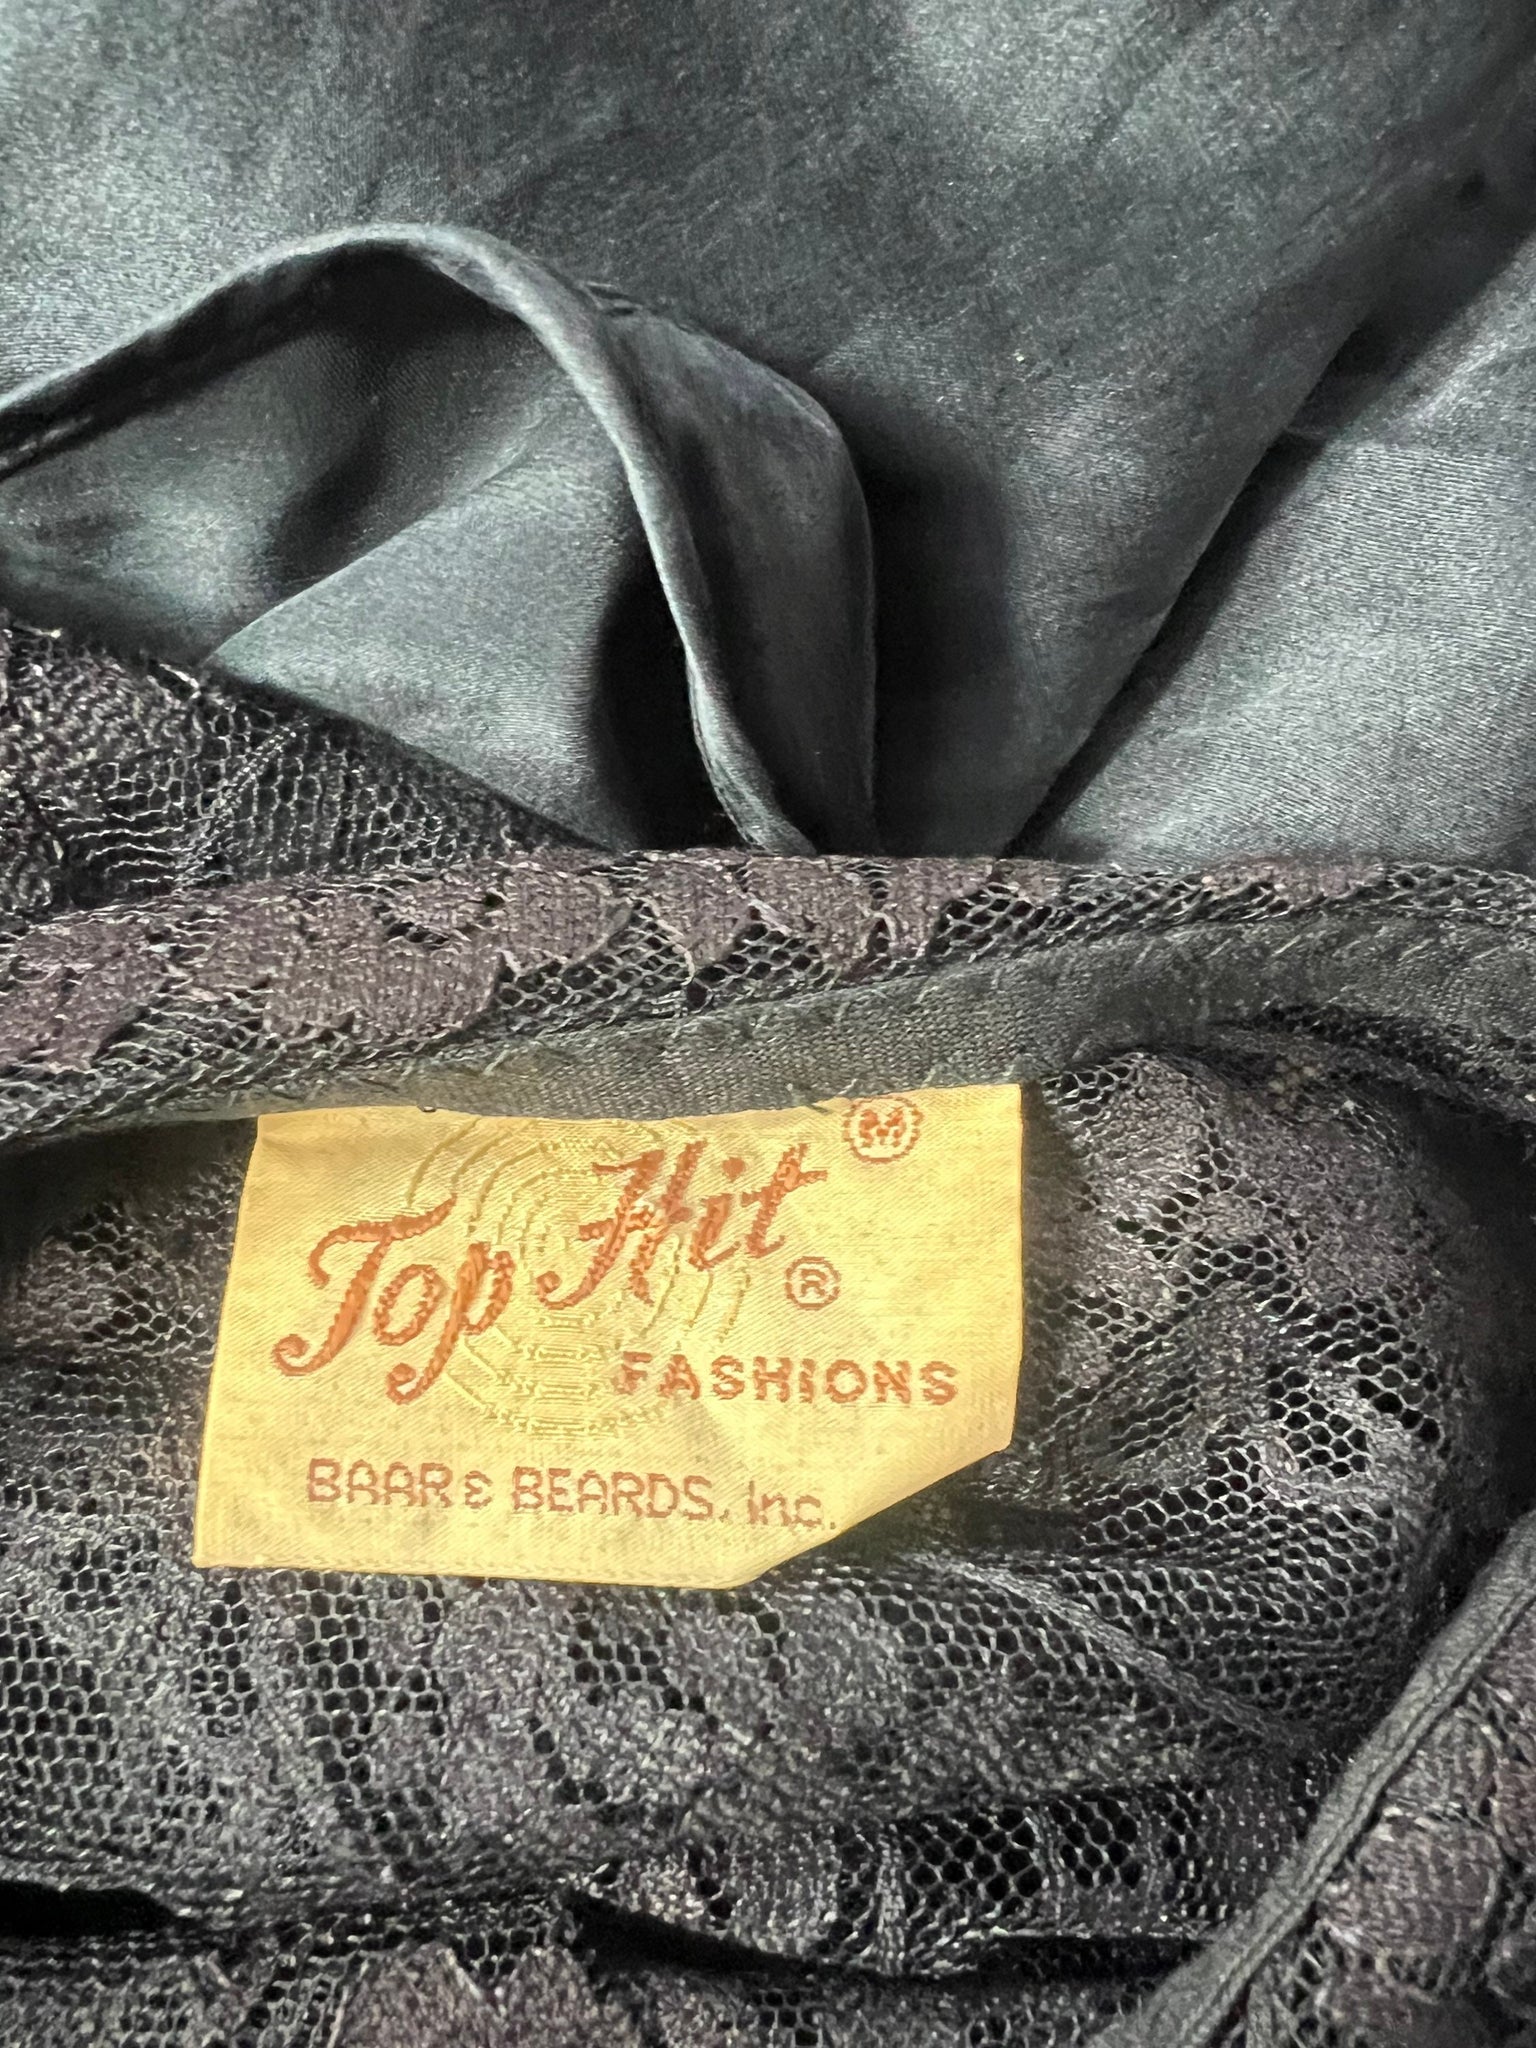 Top Hit Ⓜ
®
FASHIONS
BAAR & BEARDS, Inc.